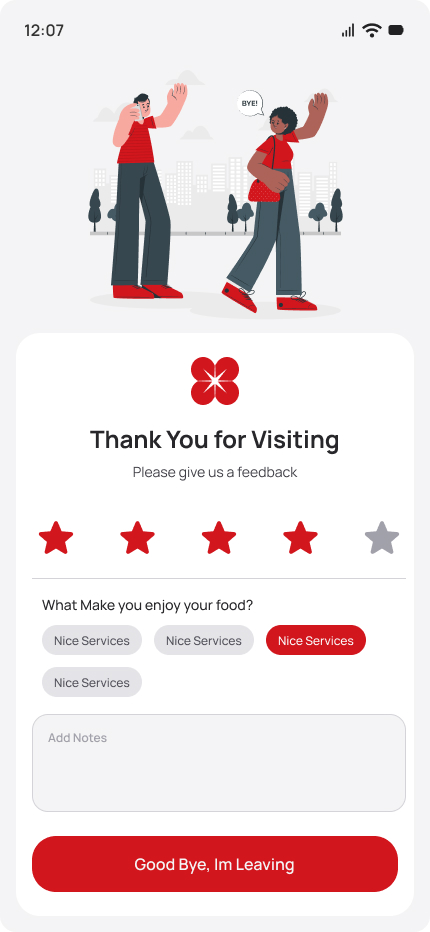 12:07
BYE!
Thank You for Visiting
Please give us a feedback
What Make you enjoy your food?
Nice Services Nice Services Nice Services
Nice Services
Add Notes
Good Bye, Im Leaving